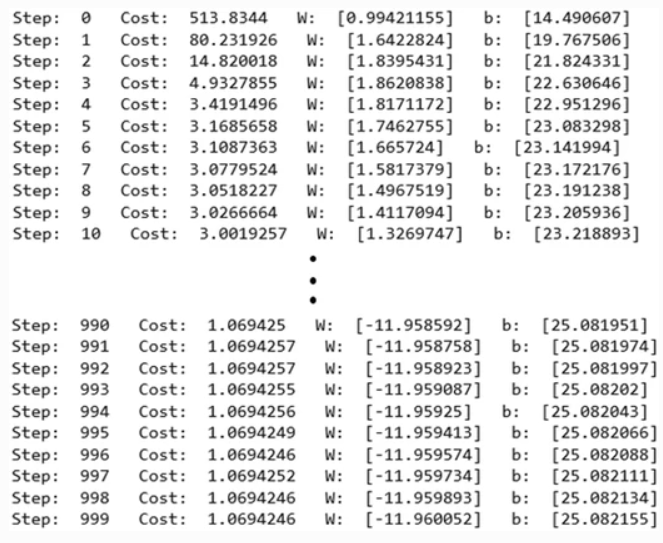 Step: 0 Cost: 513.8344 W: [0.99421155] b: [14.490607]
Step: 1 Cost: 80.231926 W: [1.6422824] b: [19.767506]
Step: 2 Cost: 14.820018 W: [1.8395431] b: [21.824331]
Step: 3 Cost: 4.9327855 W: [1.8620838] b: [22.630646]
Step: 4 Cost: 3.4191496 W: [1.8171172] b: [22.951296]
Step: 5 Cost: 3.1685658 W: [1.7462755] b: [23.083298]
Step: 6 Cost: 3.1087363 W: [1.665724] b: [23.141994]
Step: 7 Cost: 3.0779524 W: [1.5817379] b: [23.172176]
Step: 8 Cost: 3.0518227 W: [1.4967519] b: [23.191238]
Step: 9 Cost: 3.0266664 W: [1.4117094] b: [23.205936]
Step: 10 Cost: 3.0019257 W: [1.3269747] b: [23.218893]
•
•
•
Step: 990 Cost: 1.069425 W: [-11.958592] b: [25.081951]
Step: 991 Cost: 1.0694257 W: [-11.958758] b: [25.081974]
Step: 992 Cost: 1.0694257 W: [-11.958923] b: [25.081997]
Step: 993 Cost: 1.0694255 W: [-11.959087] b: [25.08202]
Step: 994 Cost: 1.0694256 W: [-11.95925] b: [25.082043]
Step: 995 Cost: 1.0694249 W: [-11.959413] b: [25.082066]
Step: 996 Cost: 1.0694246 W: [-11.959574] b: [25.082088]
Step: 997 Cost: 1.0694252 W: [-11.959734] b: [25.082111]
Step: 998 Cost: 1.0694246 W: [-11.959893] b: [25.082134]
Step: 999 Cost: 1.0694246 W: [-11.960052] b: [25.082155]